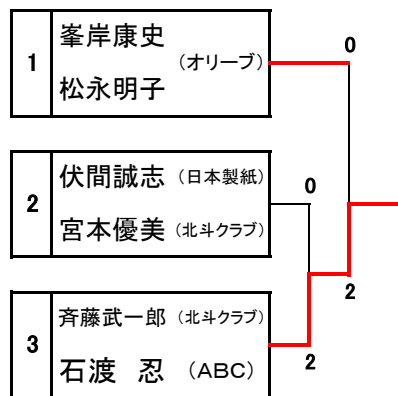 1
峯岸康史
(オリーブ)
松永明子
0
2
伏間誠志 (日本製紙)
宮本優美 (北斗クラブ)
0
2
3
斉藤武一郎 (北斗クラブ)
石渡 忍 (ABC)
2